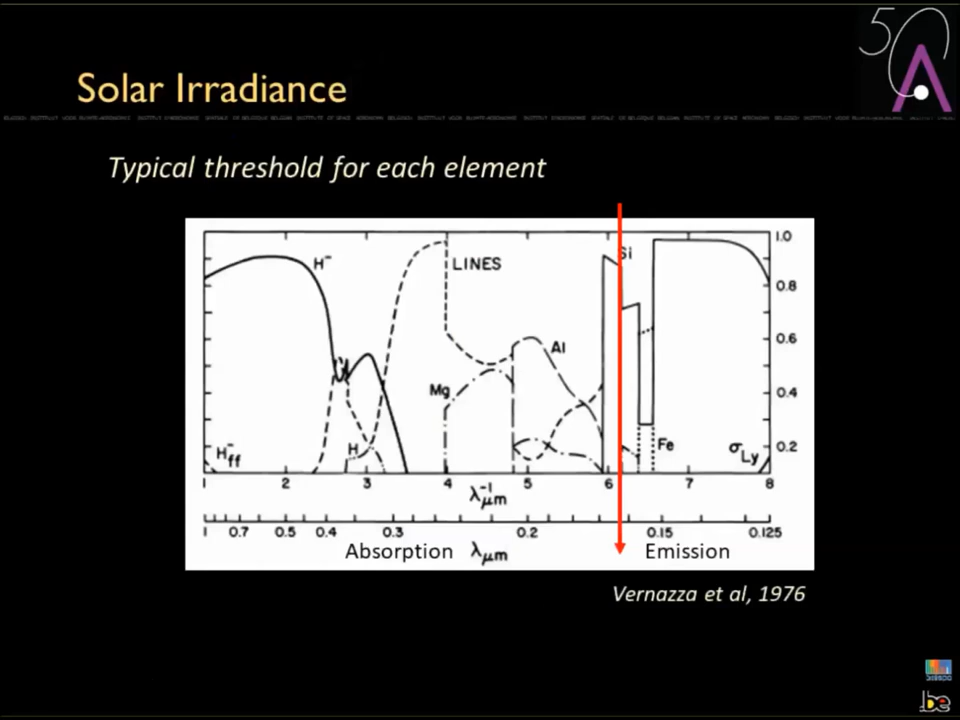 50
Solar Irradiance
Typical threshold for each element
1.0
H⁻
LINES
Si
0.8
0.6
Al
Mg
0.4
H
Fe
H⁻ff
σLy
0.2
1 2 3 4 5 6 7 8
λ⁻¹μm
1 0.7 0.5 0.4 0.3 0.2 0.15 0.125
Absorption λμm Emission
Vernazza et al, 1976
.be